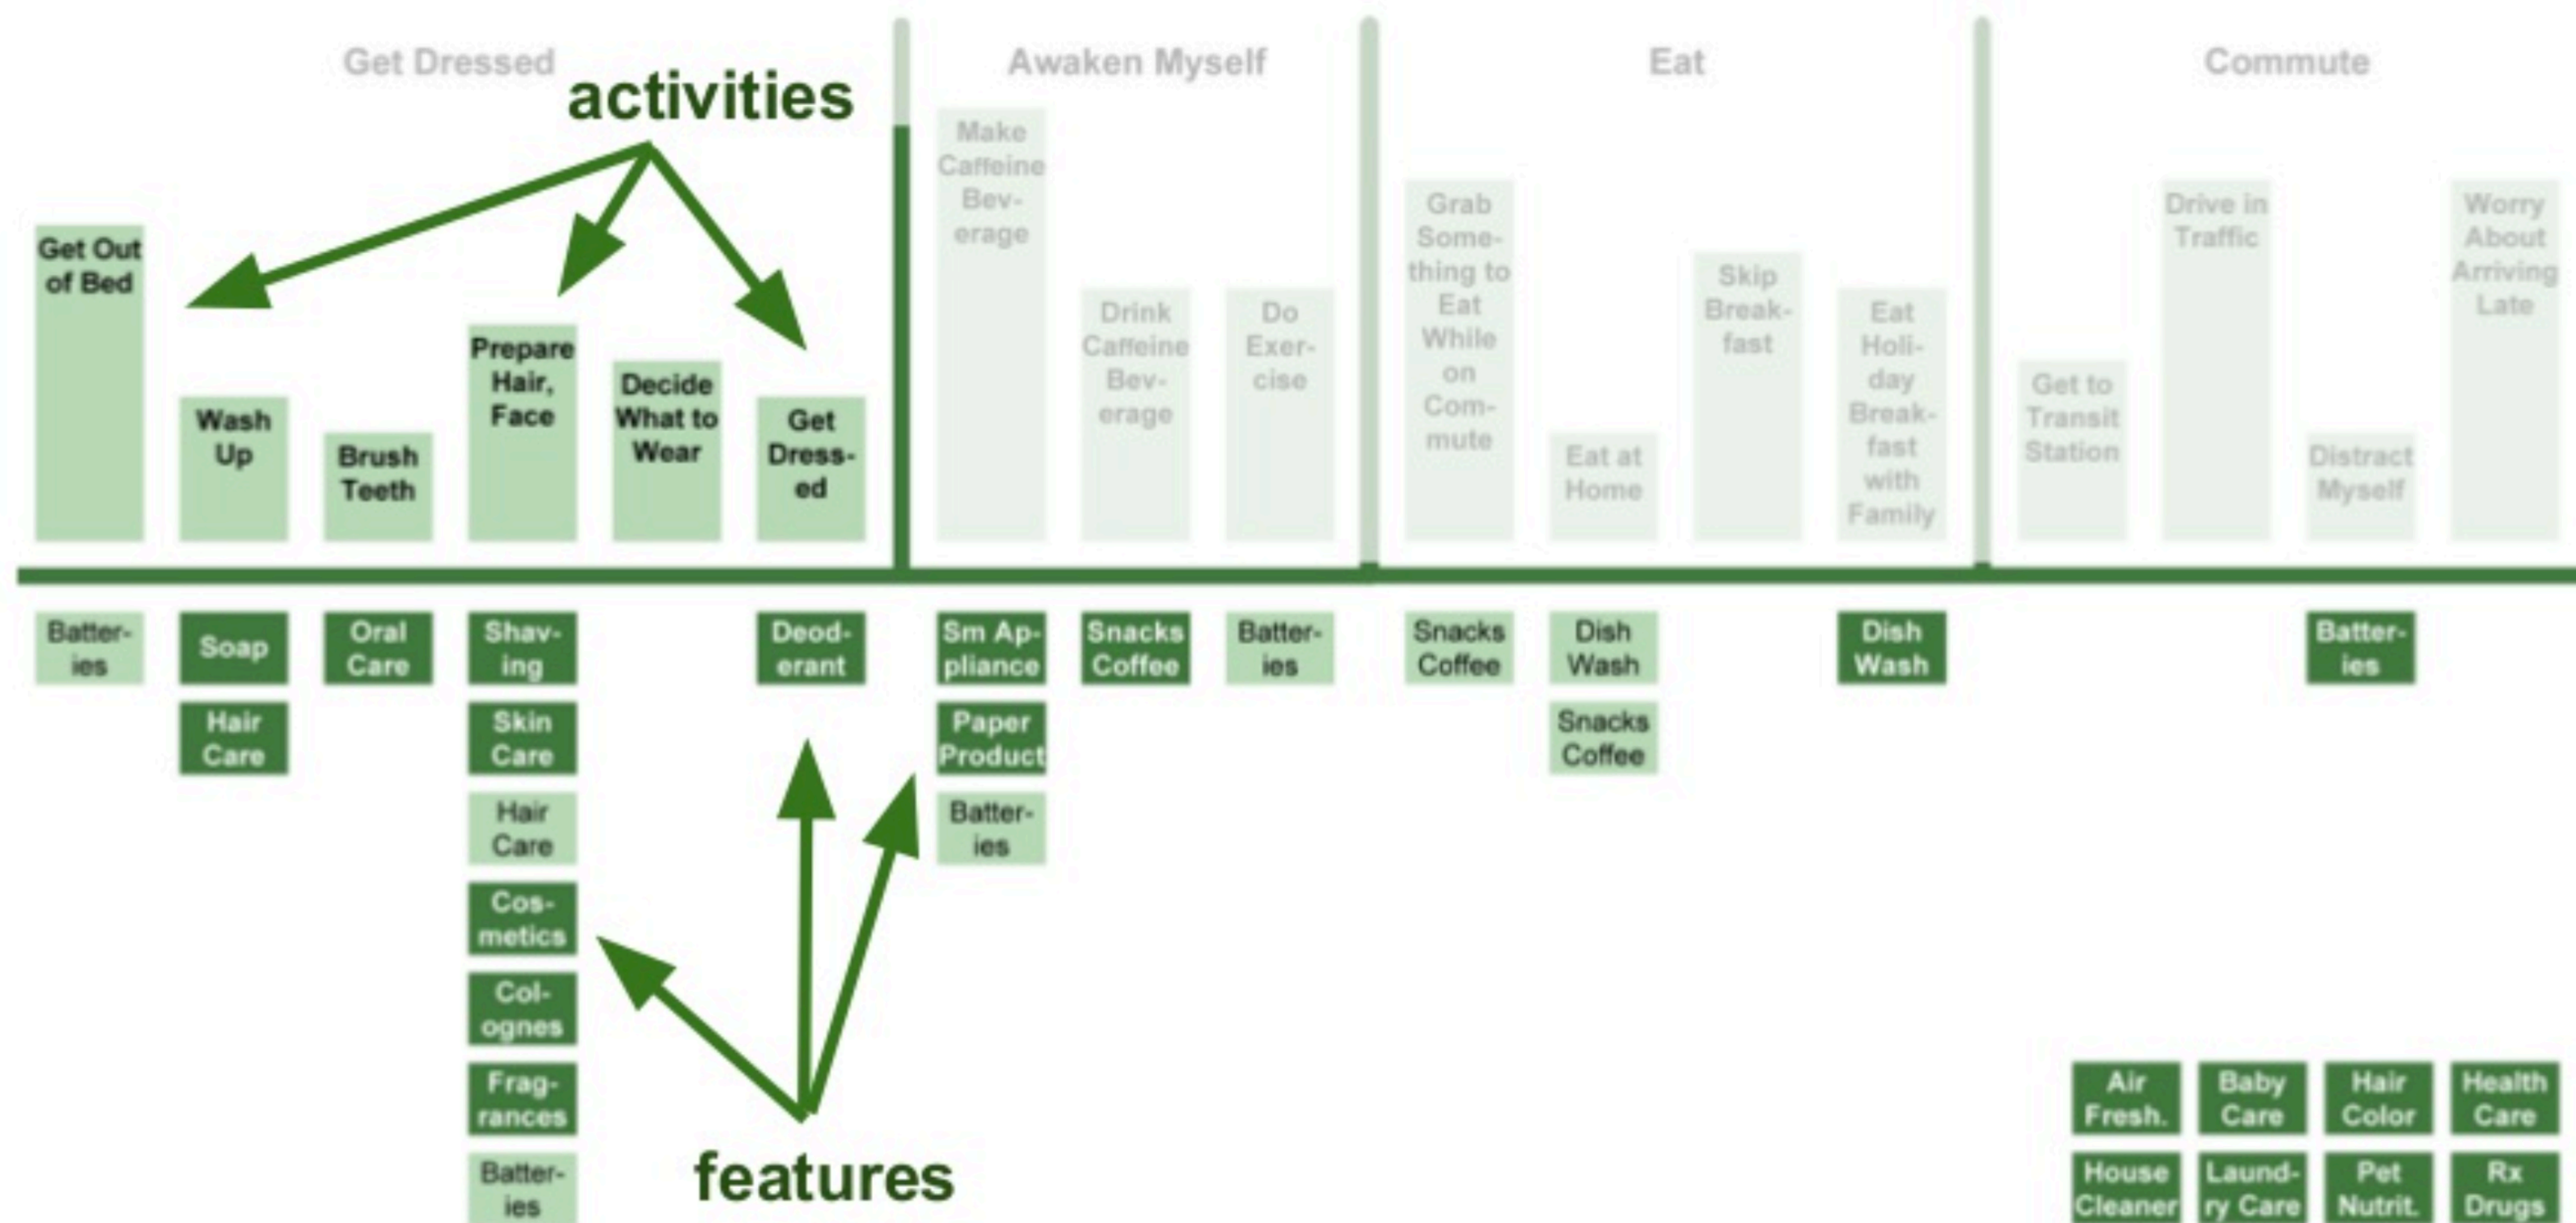 Get Dressed
Awaken Myself
Eat
Commute
activities
Get Out
of Bed
Wash
Up
Brush
Teeth
Prepare
Hair,
Face
Decide
What to
Wear
Get
Dress-
ed
Make
Caffeine
Bev-
erage
Drink
Caffeine
Bev-
erage
Do
Exer-
cise
Grab
Some-
thing to
Eat
While
on
Com-
mute
Eat at
Home
Skip
Break-
fast
Eat
Holi-
day
Break-
fast
with
Family
Get to
Transit
Station
Drive in
Traffic
Distract
Myself
Worry
About
Arriving
Late
Batter-
ies
Soap
Hair
Care
Oral
Care
Shav-
ing
Skin
Care
Hair
Care
Cos-
metics
Col-
ognes
Frag-
rances
Batter-
ies
Deod-
erant
Sm Ap-
pliance
Paper
Product
Batter-
ies
Snacks
Coffee
Batter-
ies
Snacks
Coffee
Dish
Wash
Snacks
Coffee
Dish
Wash
Batter-
ies
features
Air
Fresh.
Baby
Care
Hair
Color
Health
Care
House
Cleaner
Laund-
ry Care
Pet
Nutrit.
Rx
Drugs